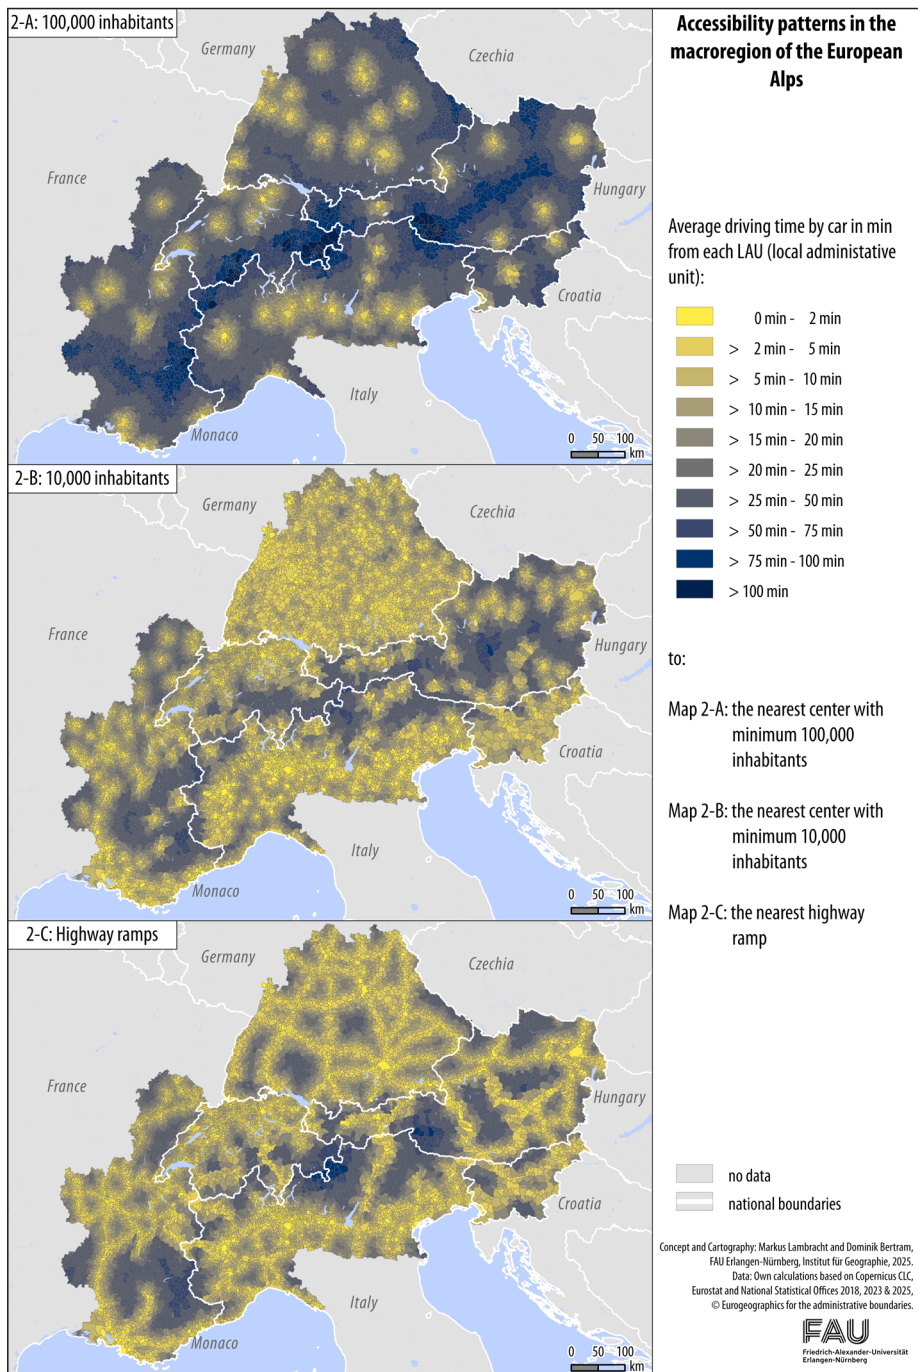 2-A: 100,000 inhabitants
Germany
Czechia
France
Hungary
Croatia
Italy
Monaco
0 50 100
km
2-B: 10,000 inhabitants
Germany
Czechia
France
Hungary
Croatia
Italy
Monaco
0 50 100
km
2-C: Highway ramps
Germany
Czechia
France
Hungary
Croatia
Italy
Monaco
0 50 100
km
Accessibility patterns in the
macroregion of the European
Alps
Average driving time by car in min
from each LAU (local administative
unit):
0 min - 2 min
> 2 min - 5 min
> 5 min - 10 min
> 10 min - 15 min
> 15 min - 20 min
> 20 min - 25 min
> 25 min - 50 min
> 50 min - 75 min
> 75 min - 100 min
> 100 min
to:
Map 2-A: the nearest center with
minimum 100,000
inhabitants
Map 2-B: the nearest center with
minimum 10,000
inhabitants
Map 2-C: the nearest highway
ramp
no data
national boundaries
Concept and Cartography: Markus Lambracht and Dominik Bertram,
FAU Erlangen-Nürnberg, Institut für Geographie, 2025.
Data: Own calculations based on Copernicus CLC,
Eurostat and National Statistical Offices 2018, 2023 & 2025,
© Eurogeographics for the administrative boundaries.
FAU
Friedrich-Alexander-Universität
Erlangen-Nürnberg